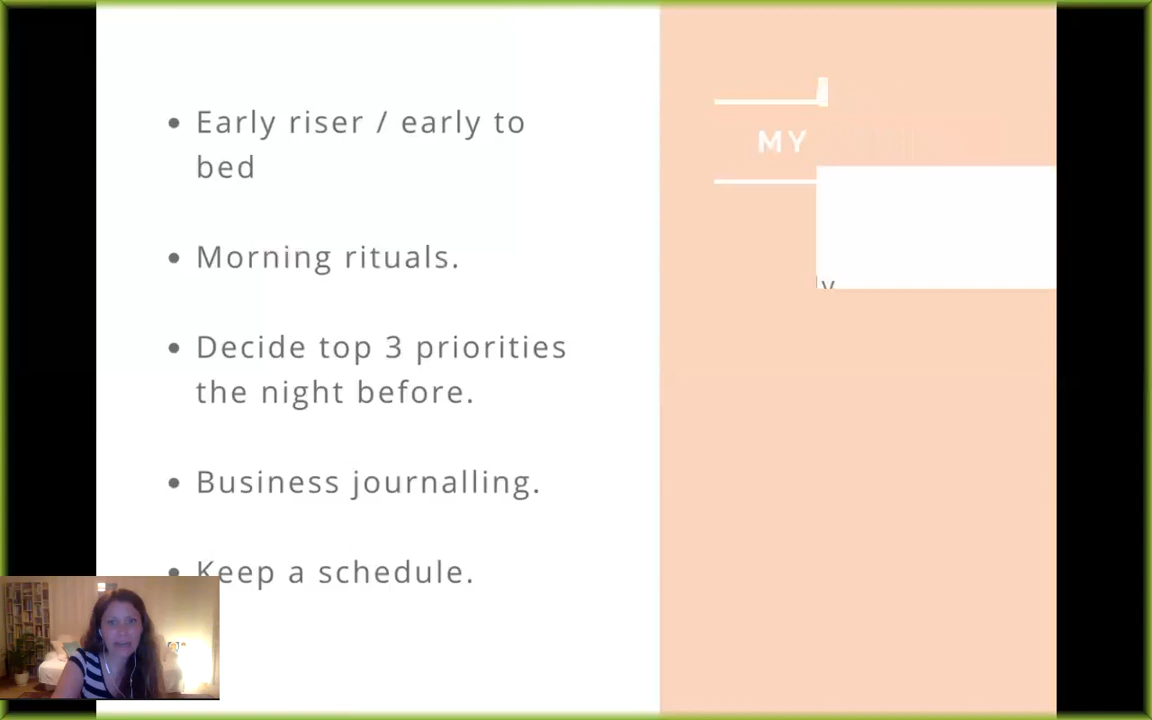 • Early riser / early to
bed
• Morning rituals.
• Decide top 3 priorities
the night before.
• Business journalling.
• Keep a schedule.
MY